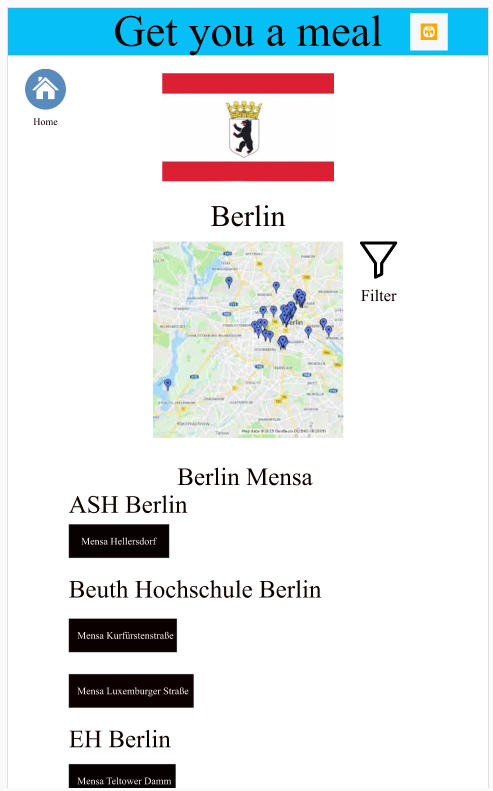 Get you a meal
Home
Berlin
Filter
Berlin
Berlin Mensa
ASH Berlin
Mensa Hellersdorf
Beuth Hochschule Berlin
Mensa Kurfürstenstraße
Mensa Luxemburger Straße
EH Berlin
Mensa Teltower Damm